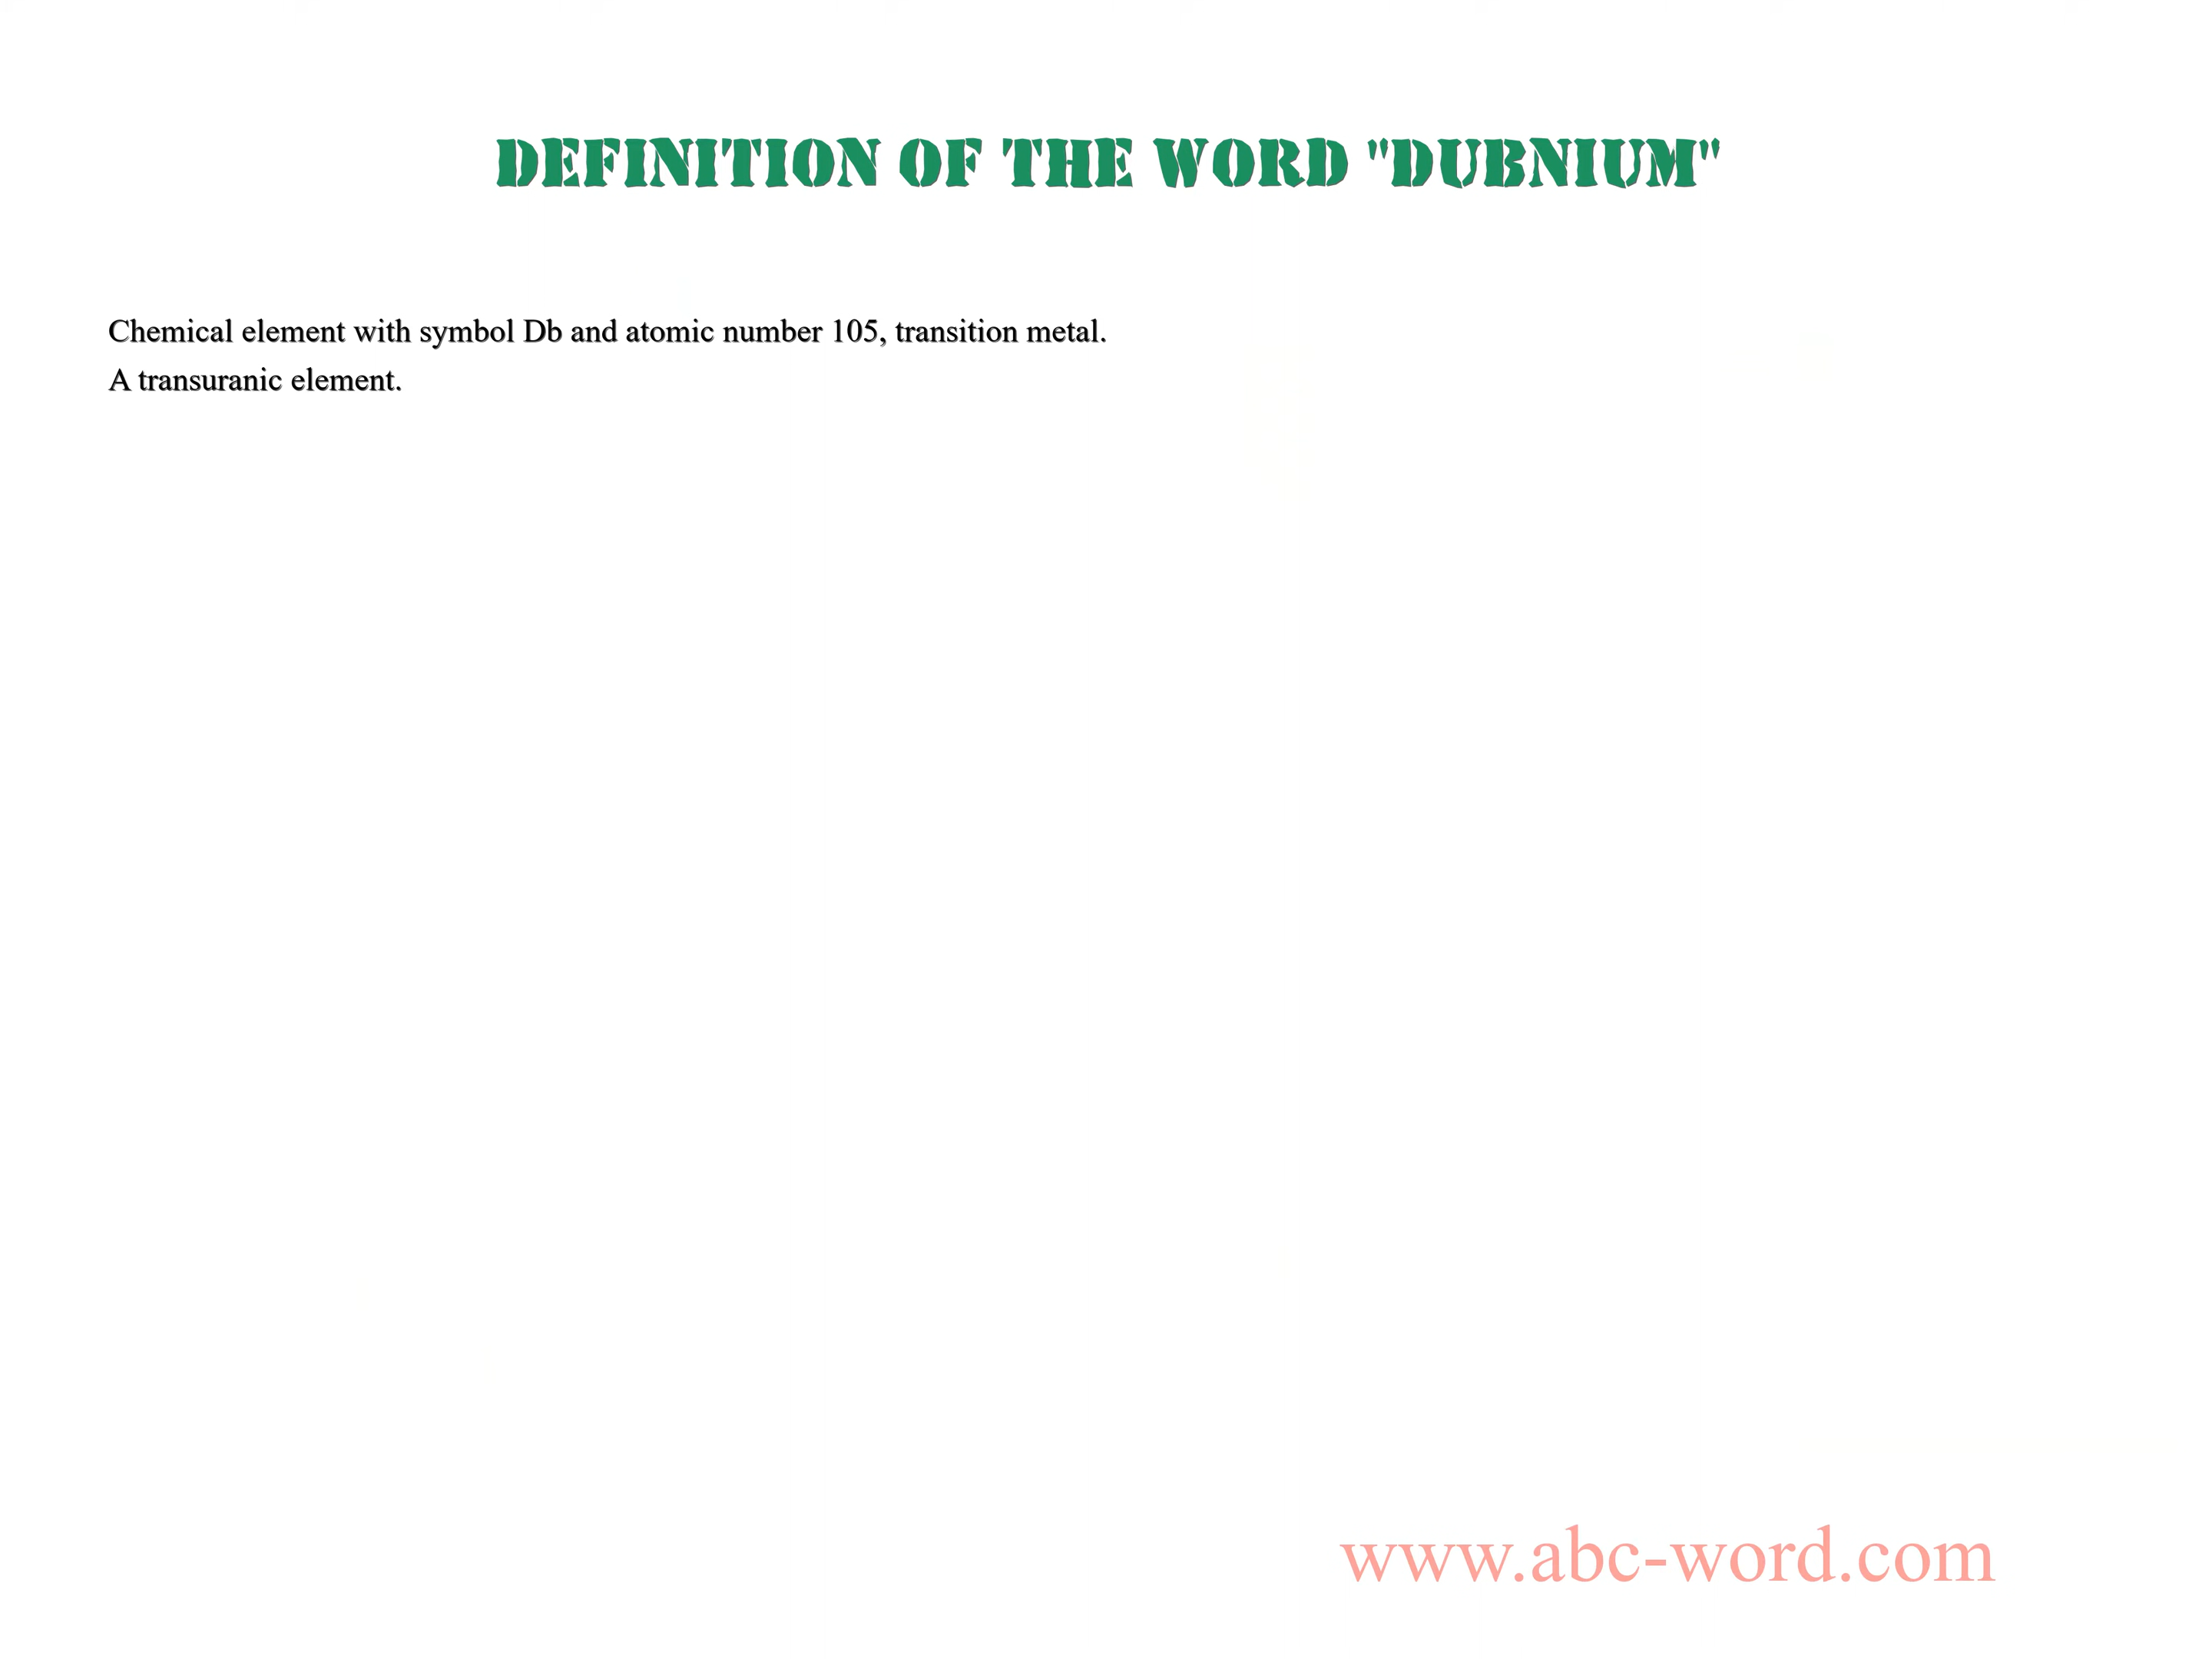 DEFINITION OF THE WORD "DUBNIUM"
Chemical element with symbol Db and atomic number 105, transition metal.
A transuranic element.
www.abc-word.com